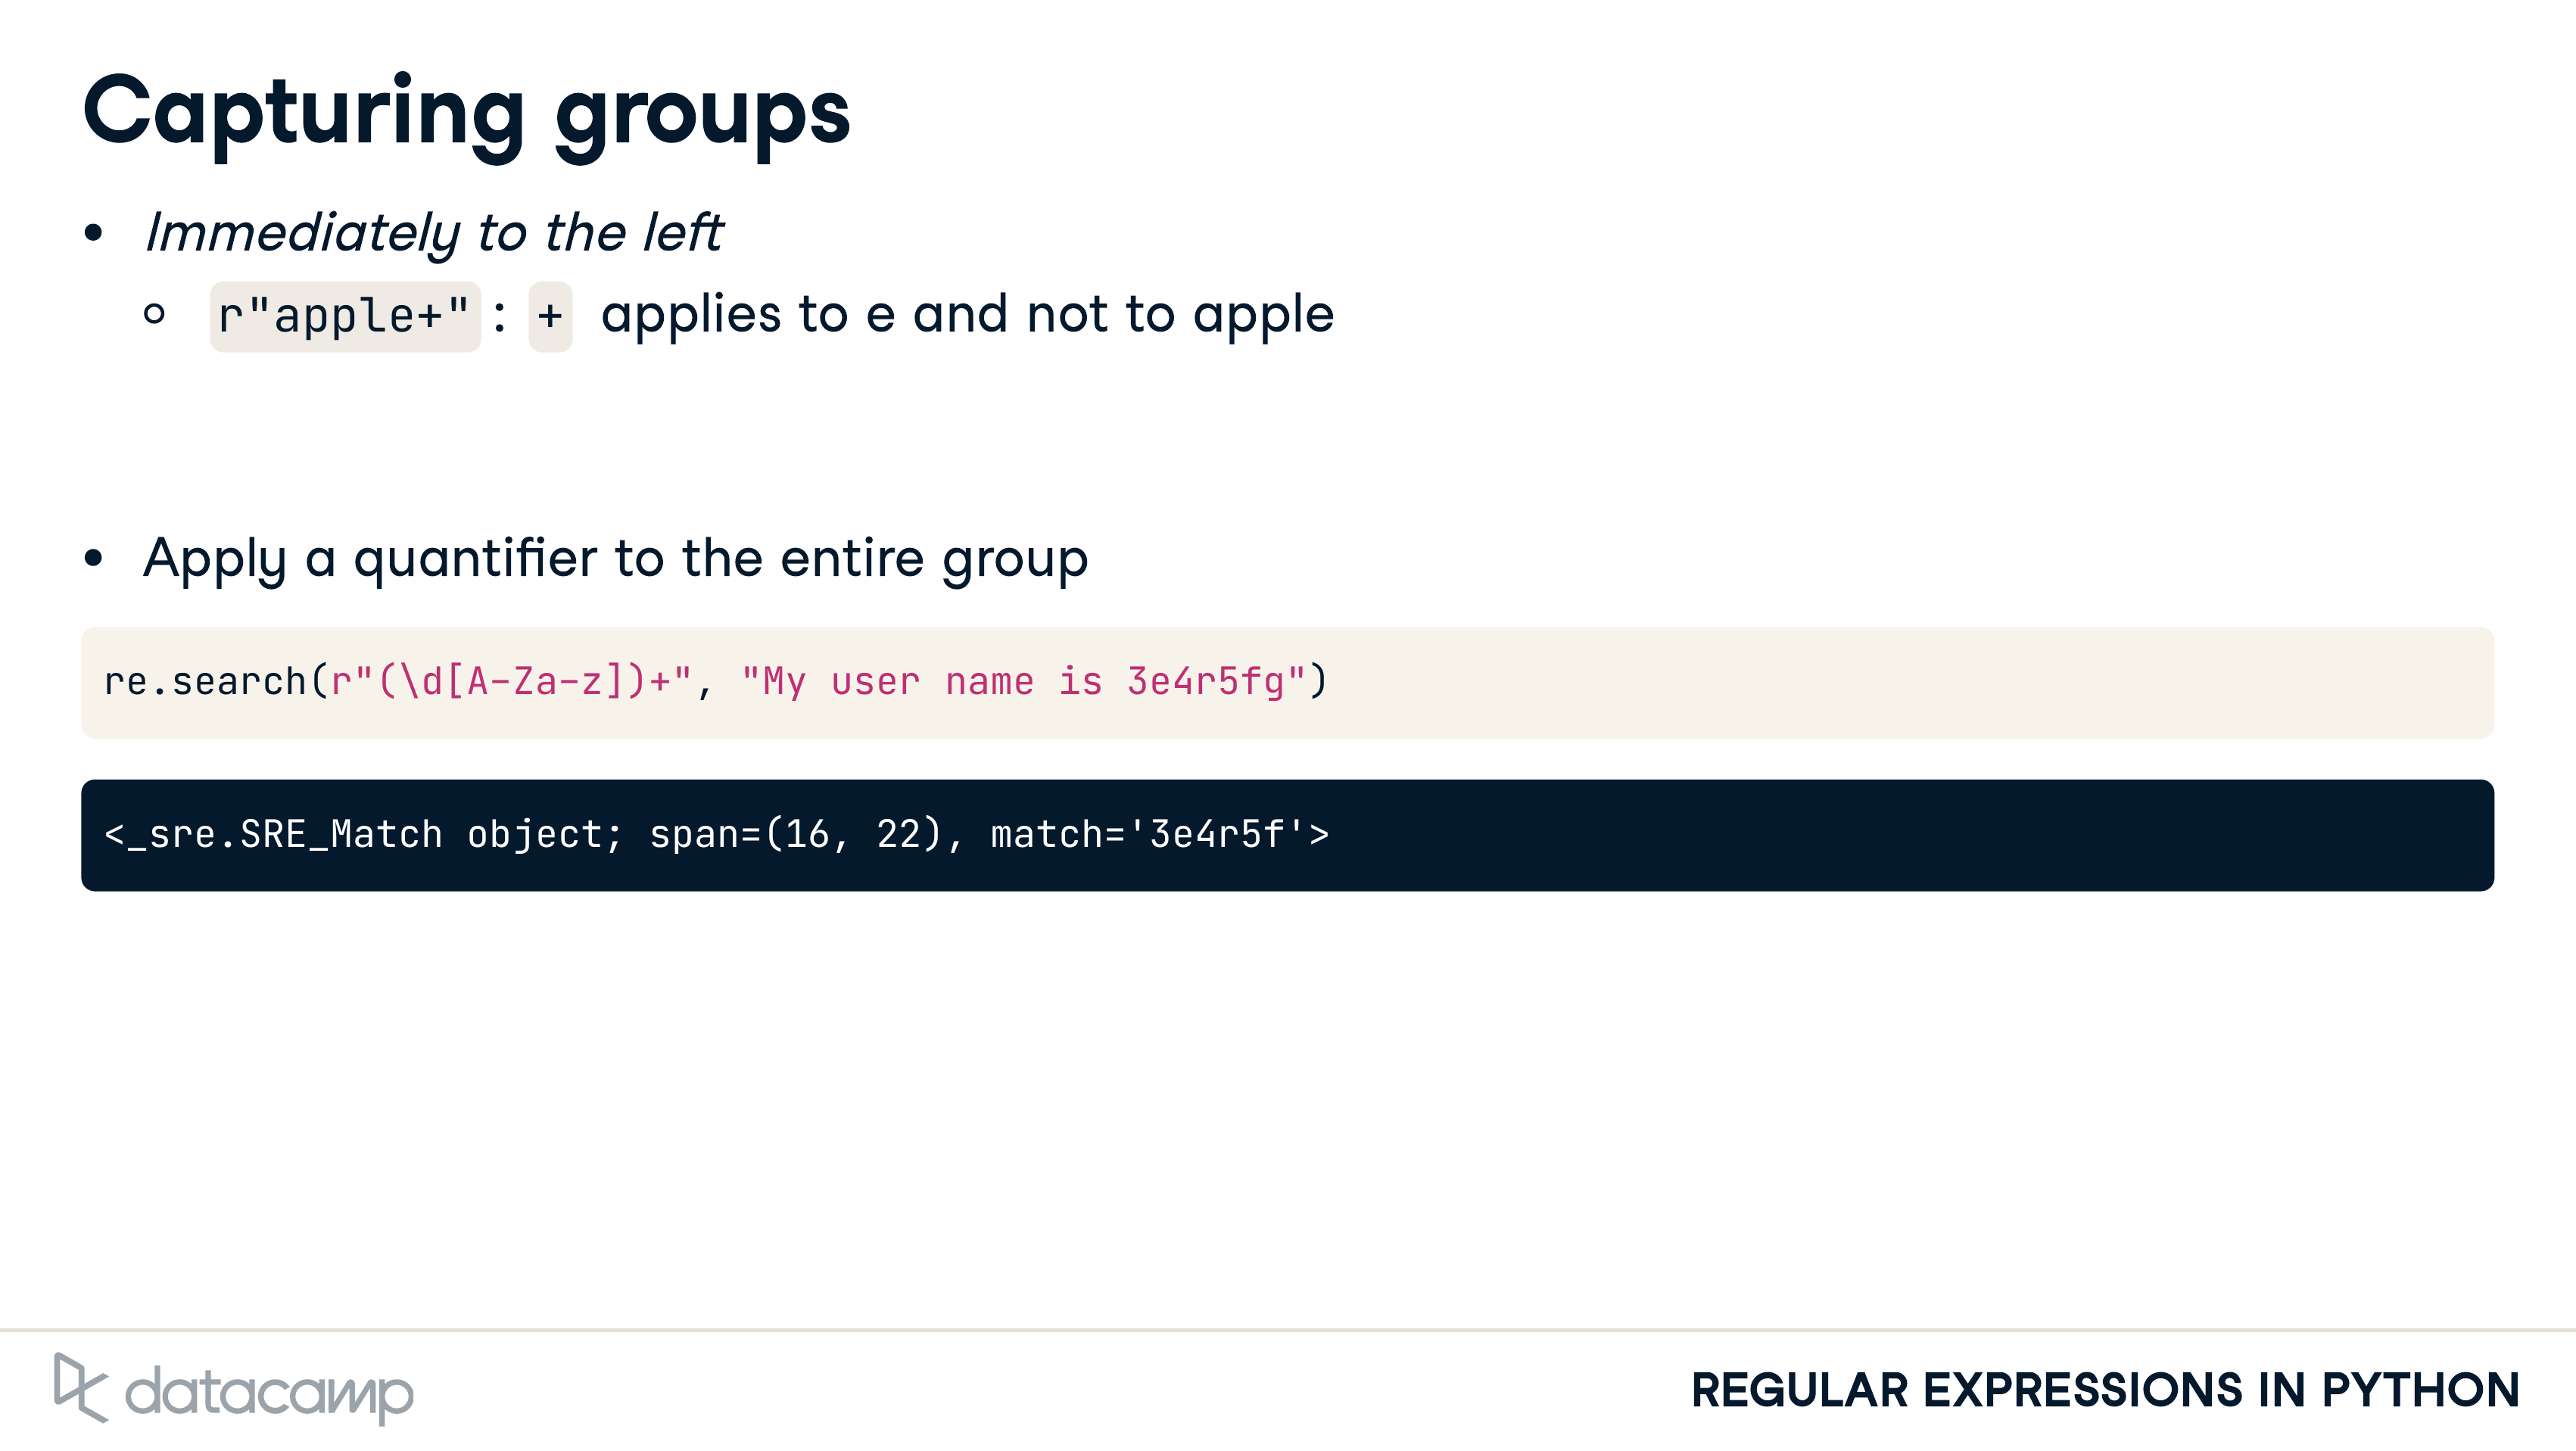 Capturing groups
• Immediately to the left
○ r"apple+" : + applies to e and not to apple
• Apply a quantifier to the entire group
re.search(r"(\d[A-Za-z])+", "My user name is 3e4r5fg")
<_sre.SRE_Match object; span=(16, 22), match='3e4r5f'>
datacamp
REGULAR EXPRESSIONS IN PYTHON